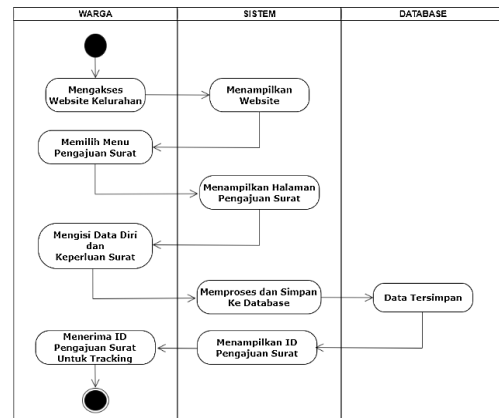 WARGA
SISTEM
DATABASE
Mengakses
Website Kelurahan
Menampilkan
Website
Memilih Menu
Pengajuan Surat
Menampilkan Halaman
Pengajuan Surat
Mengisi Data Diri
dan
Keperluan Surat
Memproses dan Simpan
Ke Database
Data Tersimpan
Menampilkan ID
Pengajuan Surat
Menerima ID
Pengajuan Surat
Untuk Tracking